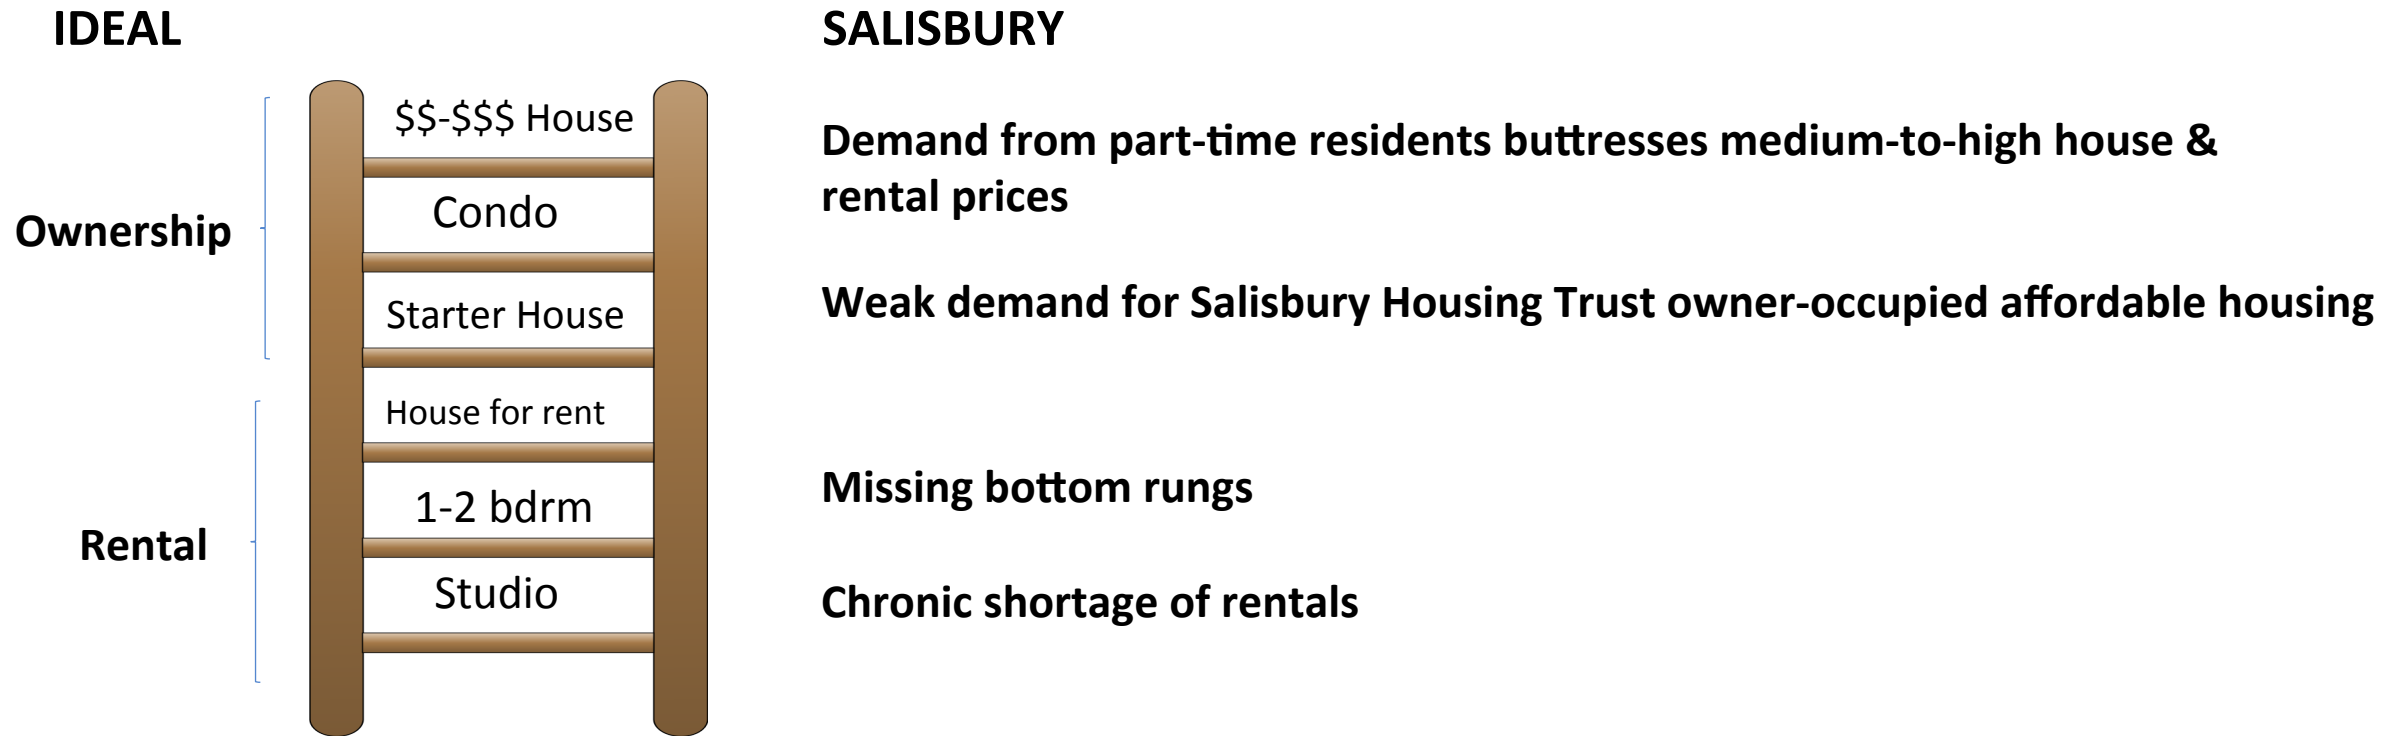 IDEAL
SALISBURY
$$-$$$ House
Condo
Starter House
House for rent
1-2 bdrm
Studio
Ownership
Rental
Demand from part-time residents buttresses medium-to-high house &
rental prices
Weak demand for Salisbury Housing Trust owner-occupied affordable housing
Missing bottom rungs
Chronic shortage of rentals